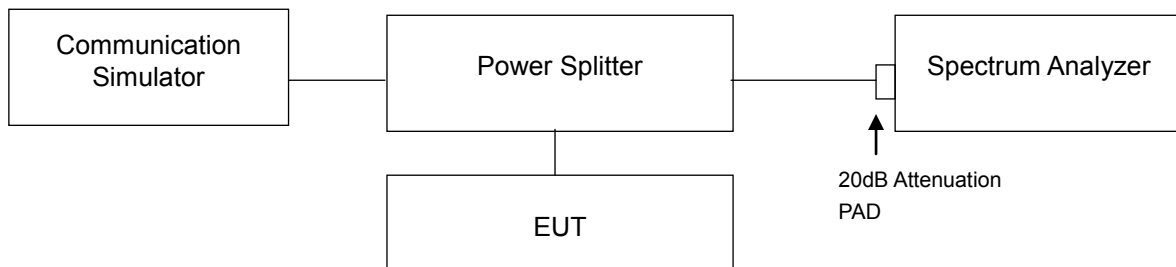 Communication
Simulator
Power Splitter
Spectrum Analyzer
20dB Attenuation
PAD
EUT